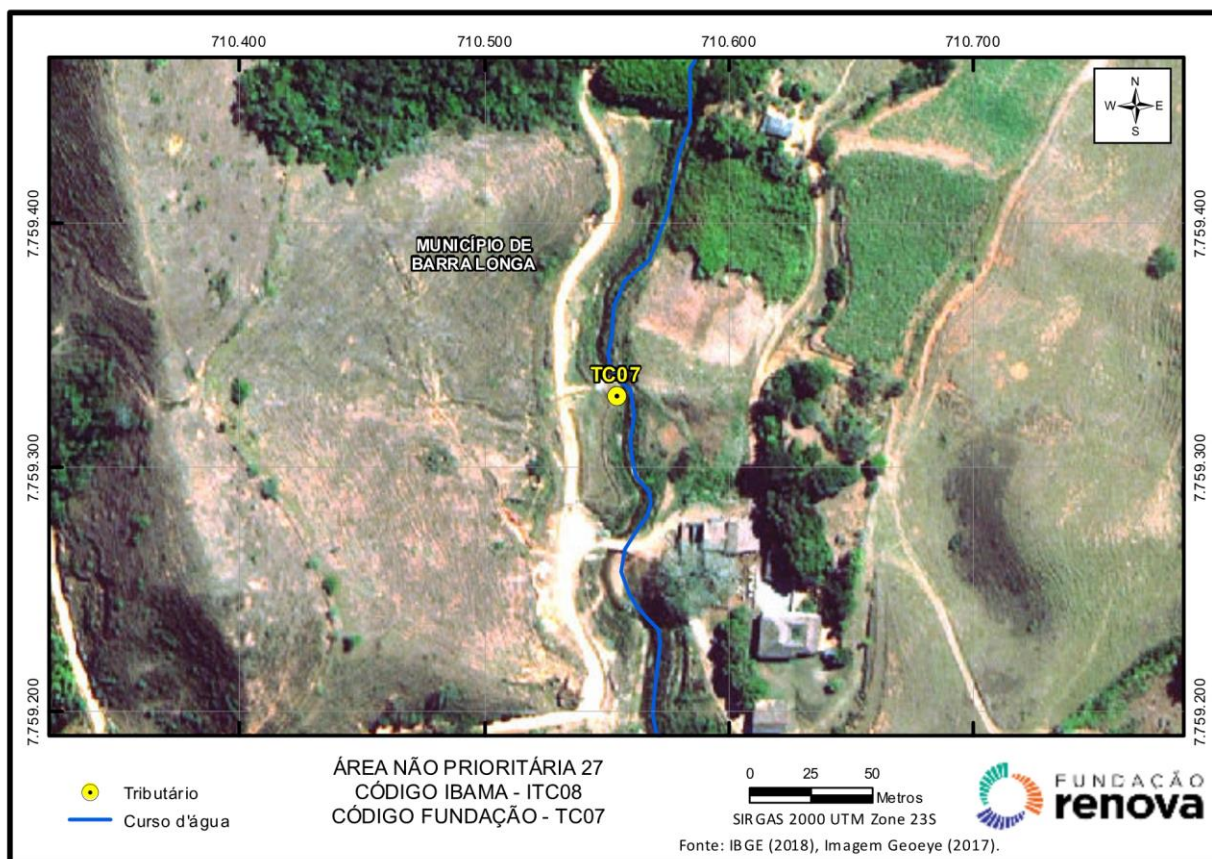 710.400 710.500 710.600 710.700
N
W E
S
7.759.400 7.759.400
MUNICÍPIO DE
BARRA LONGA
TC07
7.759.300 7.759.300
7.759.200 7.759.200
Tributário
Curso d'água
ÁREA NÃO PRIORITÁRIA 27
CÓDIGO IBAMA - ITC08
CÓDIGO FUNDAÇÃO - TC07
0 25 50
Metros
SIRGAS 2000 UTM Zone 23S
Fonte: IBGE (2018), Imagem Geoeye (2017).
FUNDAÇÃO
renova